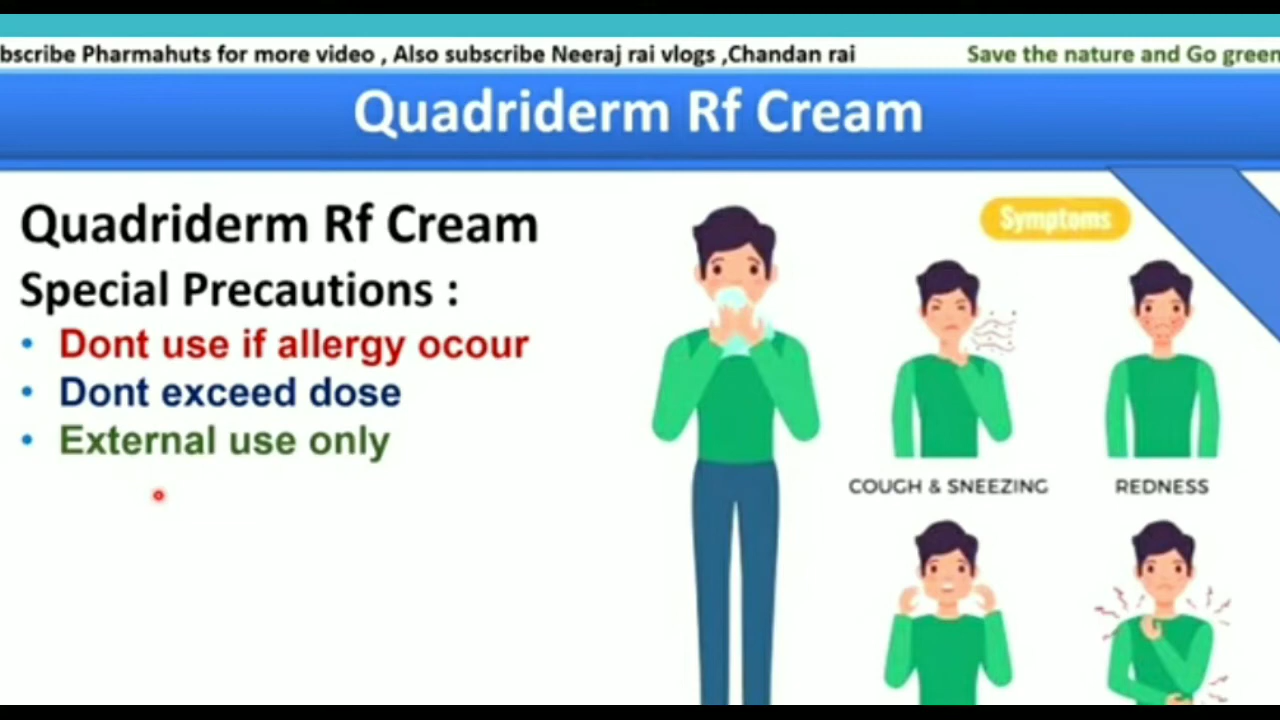 bscribe Pharmahuts for more video , Also subscribe Neeraj rai vlogs ,Chandan rai
Save the nature and Go green
Quadriderm Rf Cream
Quadriderm Rf Cream
Special Precautions :
• Dont use if allergy ocour
• Dont exceed dose
• External use only
Symptoms
COUGH & SNEEZING
REDNESS